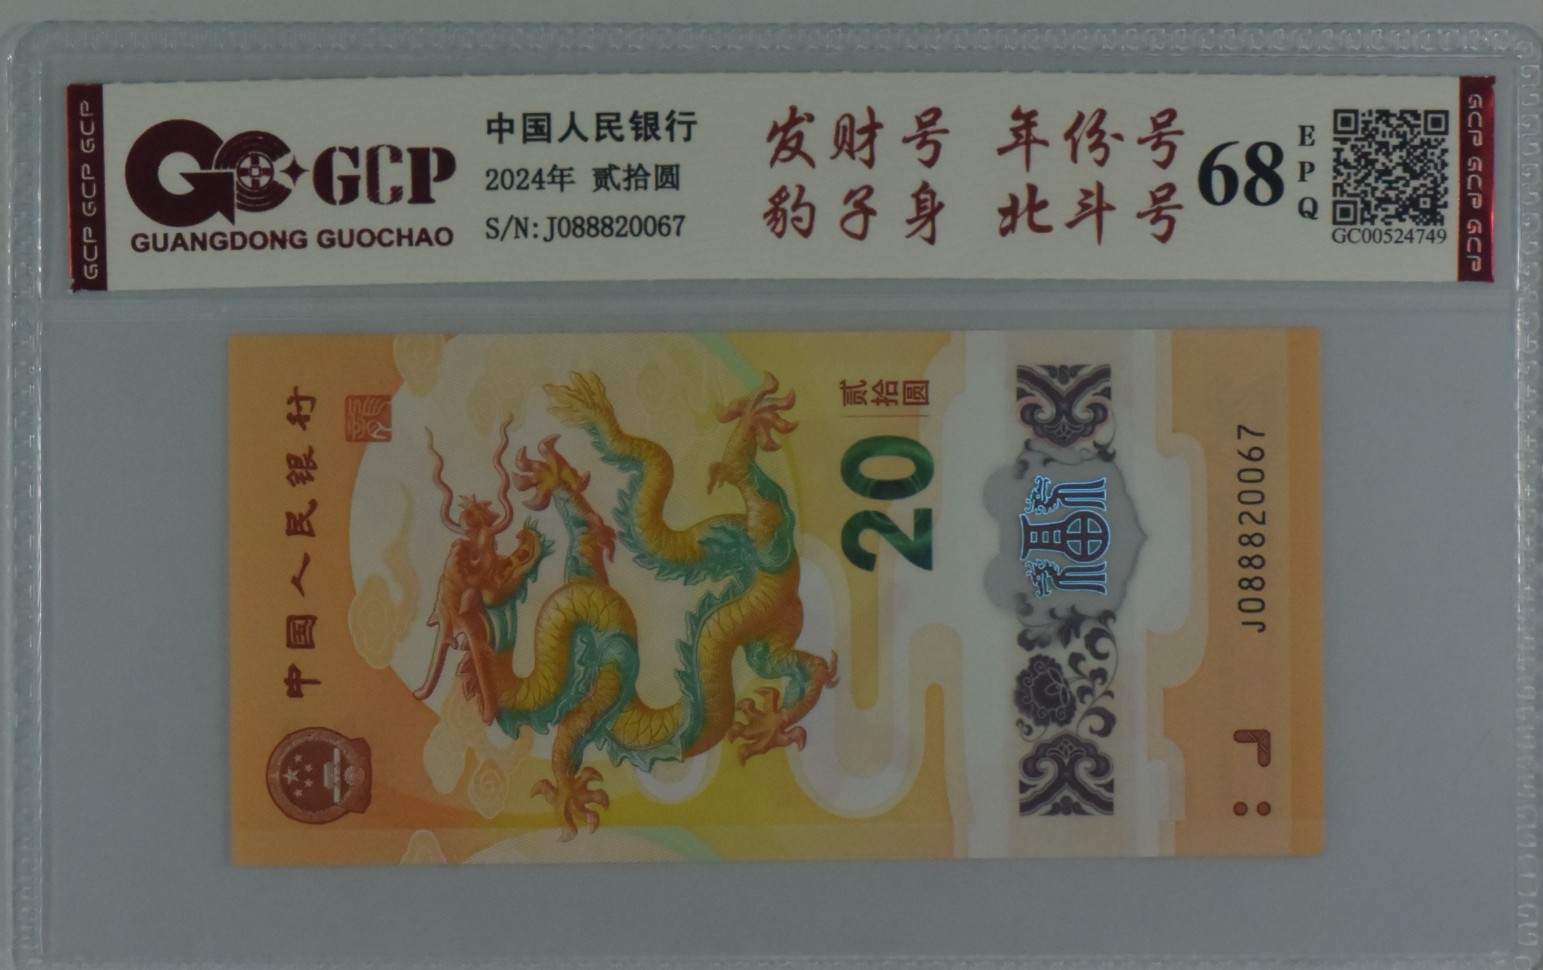 GCP GCP GCP
GCP
GUANGDONG GUOCHAO
中国人民银行
2024年 贰拾圆
S/N:J088820067
发财号 年份号
豹子身 北斗号
68
EPQ
GC00524749
GCP GCP GCP
中国人民银行
贰拾圆
20
J088820067